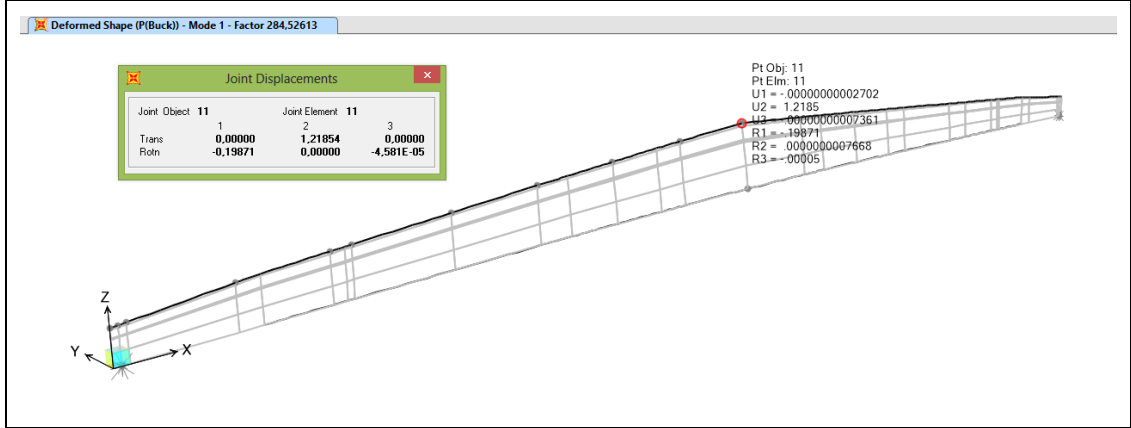 Deformed Shape (P(Buck)) - Mode 1 - Factor 284,52613
Joint Displacements
Joint Object 11 Joint Element 11
1 2 3
Trans 0,00000 1,21854 0,00000
Rotn -0,19871 0,00000 -4,581E-05
Pt Obj: 11
Pt Elm: 11
U1 = -.00000000002702
U2 = 1.2185
U3 = .00000000007361
R1 = -.19871
R2 = .0000000007668
R3 = -.00005
Z
Y
X